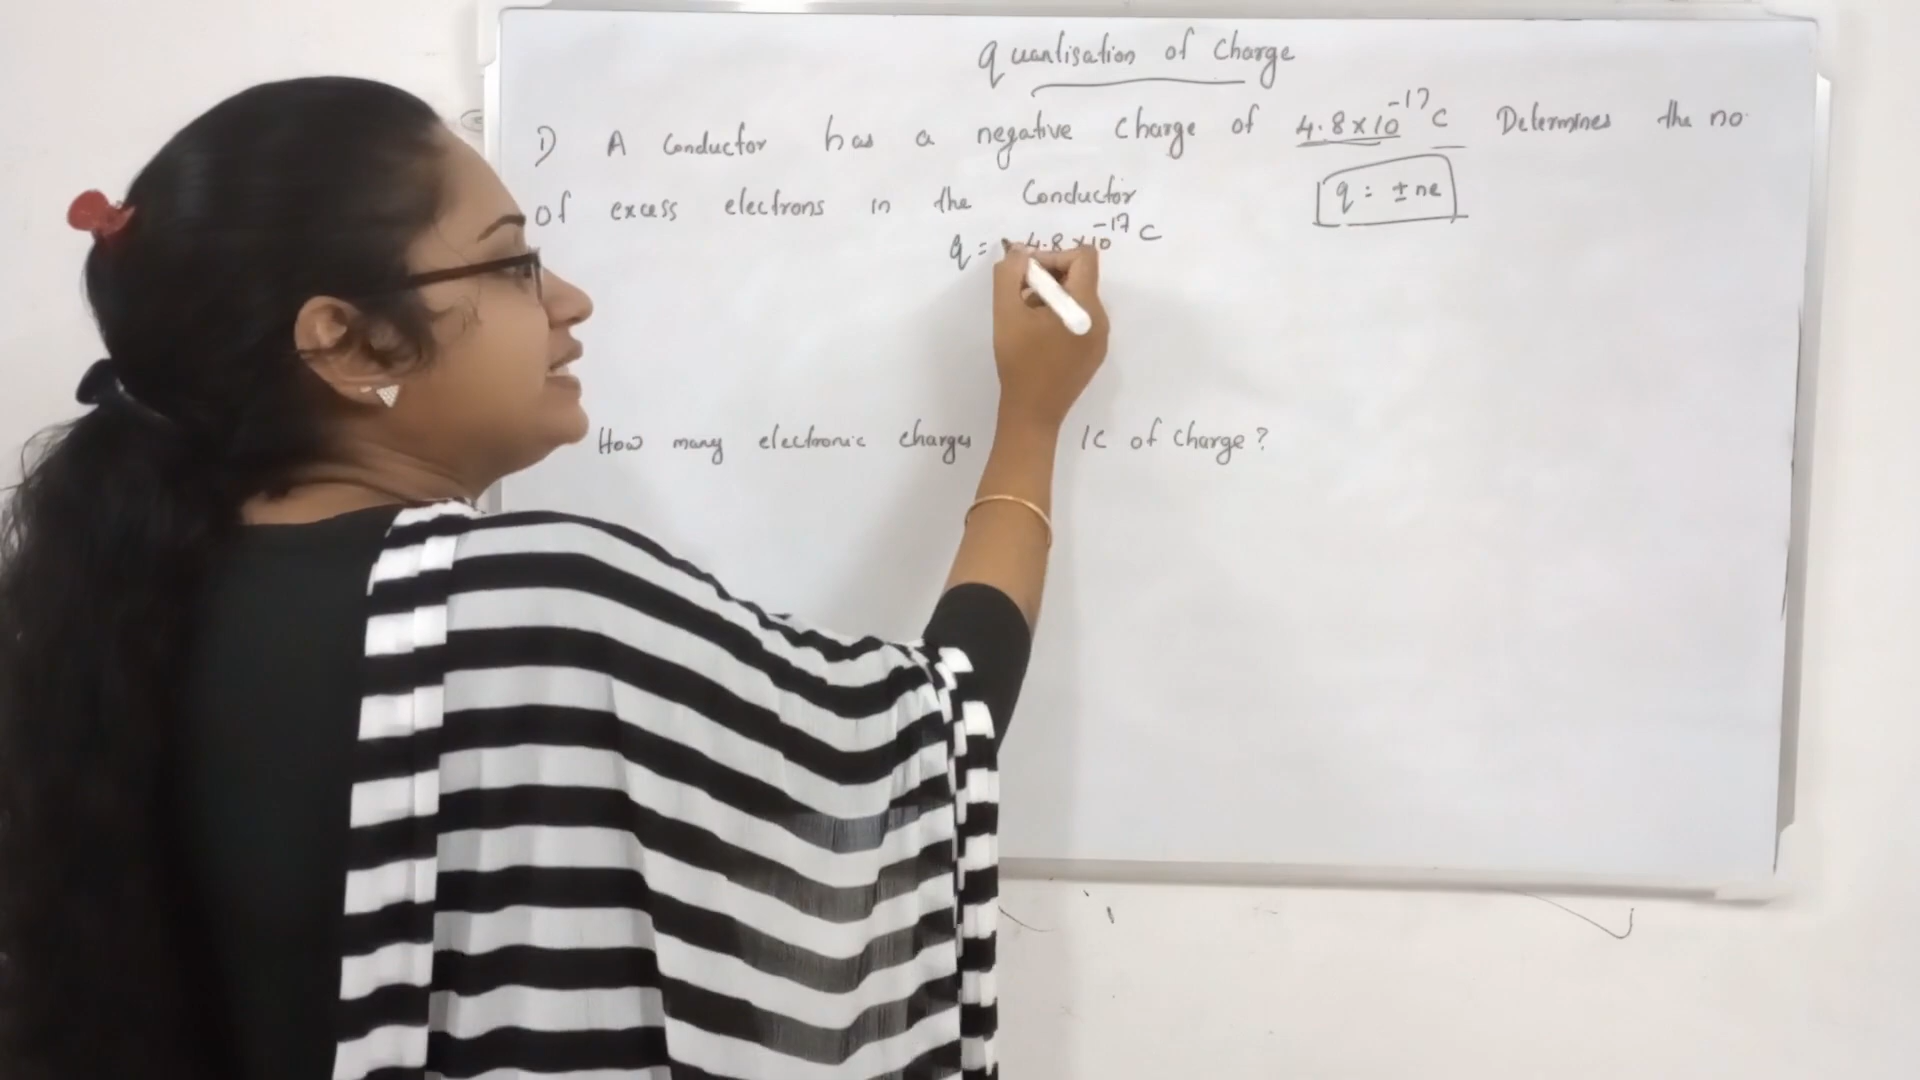 Quantisation of Charge
1) A Conductor has a negative charge of 4.8×10⁻¹⁷ C Determines the no
of excess electrons in the Conductor
q = ±ne
q = 4.8×10⁻¹⁷ C
How many electronic charges 1C of charge?